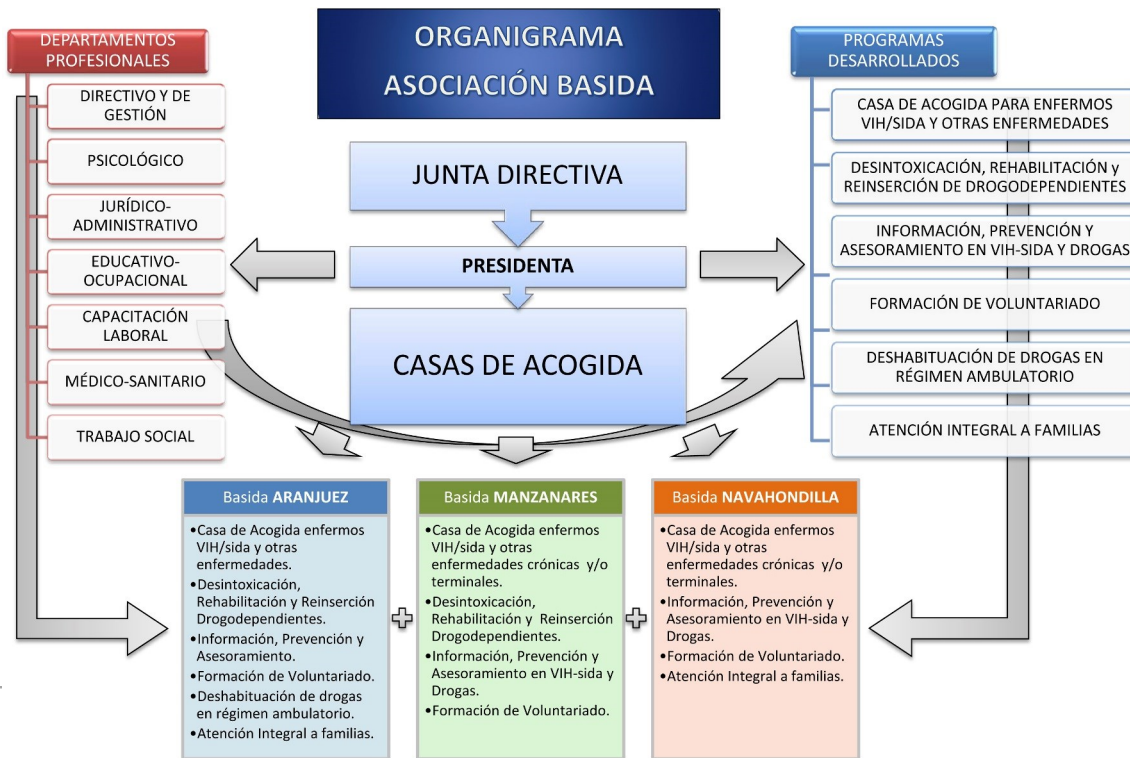 ORGANIGRAMA
ASOCIACIÓN BASIDA
DEPARTAMENTOS
PROFESIONALES
DIRECTIVO Y DE
GESTIÓN
PSICOLÓGICO
JURÍDICO-
ADMINISTRATIVO
EDUCATIVO-
OCUPACIONAL
CAPACITACIÓN
LABORAL
MÉDICO-SANITARIO
TRABAJO SOCIAL
JUNTA DIRECTIVA
PRESIDENTA
CASAS DE ACOGIDA
PROGRAMAS
DESARROLLADOS
CASA DE ACOGIDA PARA ENFERMOS
VIH/SIDA Y OTRAS ENFERMEDADES
DESINTOXICACIÓN, REHABILITACIÓN y
REINSERCIÓN DE DROGODEPENDIENTES
INFORMACIÓN, PREVENCIÓN Y
ASESORAMIENTO EN VIH-SIDA Y DROGAS
FORMACIÓN DE VOLUNTARIADO
DESHABITUACIÓN DE DROGAS EN
RÉGIMEN AMBULATORIO
ATENCIÓN INTEGRAL A FAMILIAS
Basida ARANJUEZ
•Casa de Acogida enfermos
VIH/sida y otras
enfermedades.
•Desintoxicación,
Rehabilitación y Reinserción
Drogodependientes.
•Información, Prevención y
Asesoramiento.
•Formación de Voluntariado.
•Deshabituación de drogas
en régimen ambulatorio.
•Atención Integral a familias.
Basida MANZANARES
•Casa de Acogida enfermos
VIH/sida y otras
enfermedades crónicas y/o
terminales.
•Desintoxicación,
Rehabilitación y Reinserción
Drogodependientes.
•Información, Prevención y
Asesoramiento en VIH-sida y
Drogas.
•Formación de Voluntariado.
Basida NAVAHONDILLA
•Casa de Acogida enfermos
VIH/sida y otras
enfermedades crónicas y/o
terminales.
•Información, Prevención y
Asesoramiento en VIH-sida y
Drogas.
•Formación de Voluntariado.
•Atención Integral a familias.